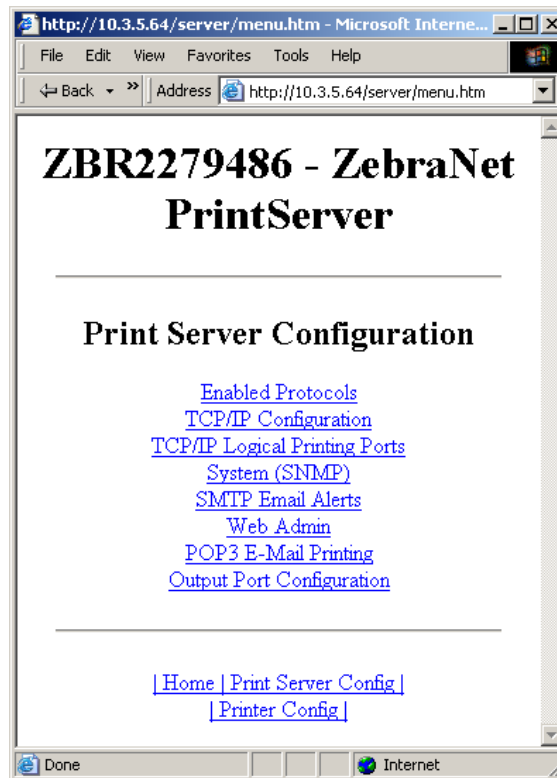 http://10.3.5.64/server/menu.htm - Microsoft Interne...
File Edit View Favorites Tools Help
Back Address http://10.3.5.64/server/menu.htm
ZBR2279486 - ZebraNet
PrintServer
Print Server Configuration
Enabled Protocols
TCP/IP Configuration
TCP/IP Logical Printing Ports
System (SNMP)
SMTP Email Alerts
Web Admin
POP3 E-Mail Printing
Output Port Configuration
| Home | Print Server Config |
| Printer Config |
Done Internet